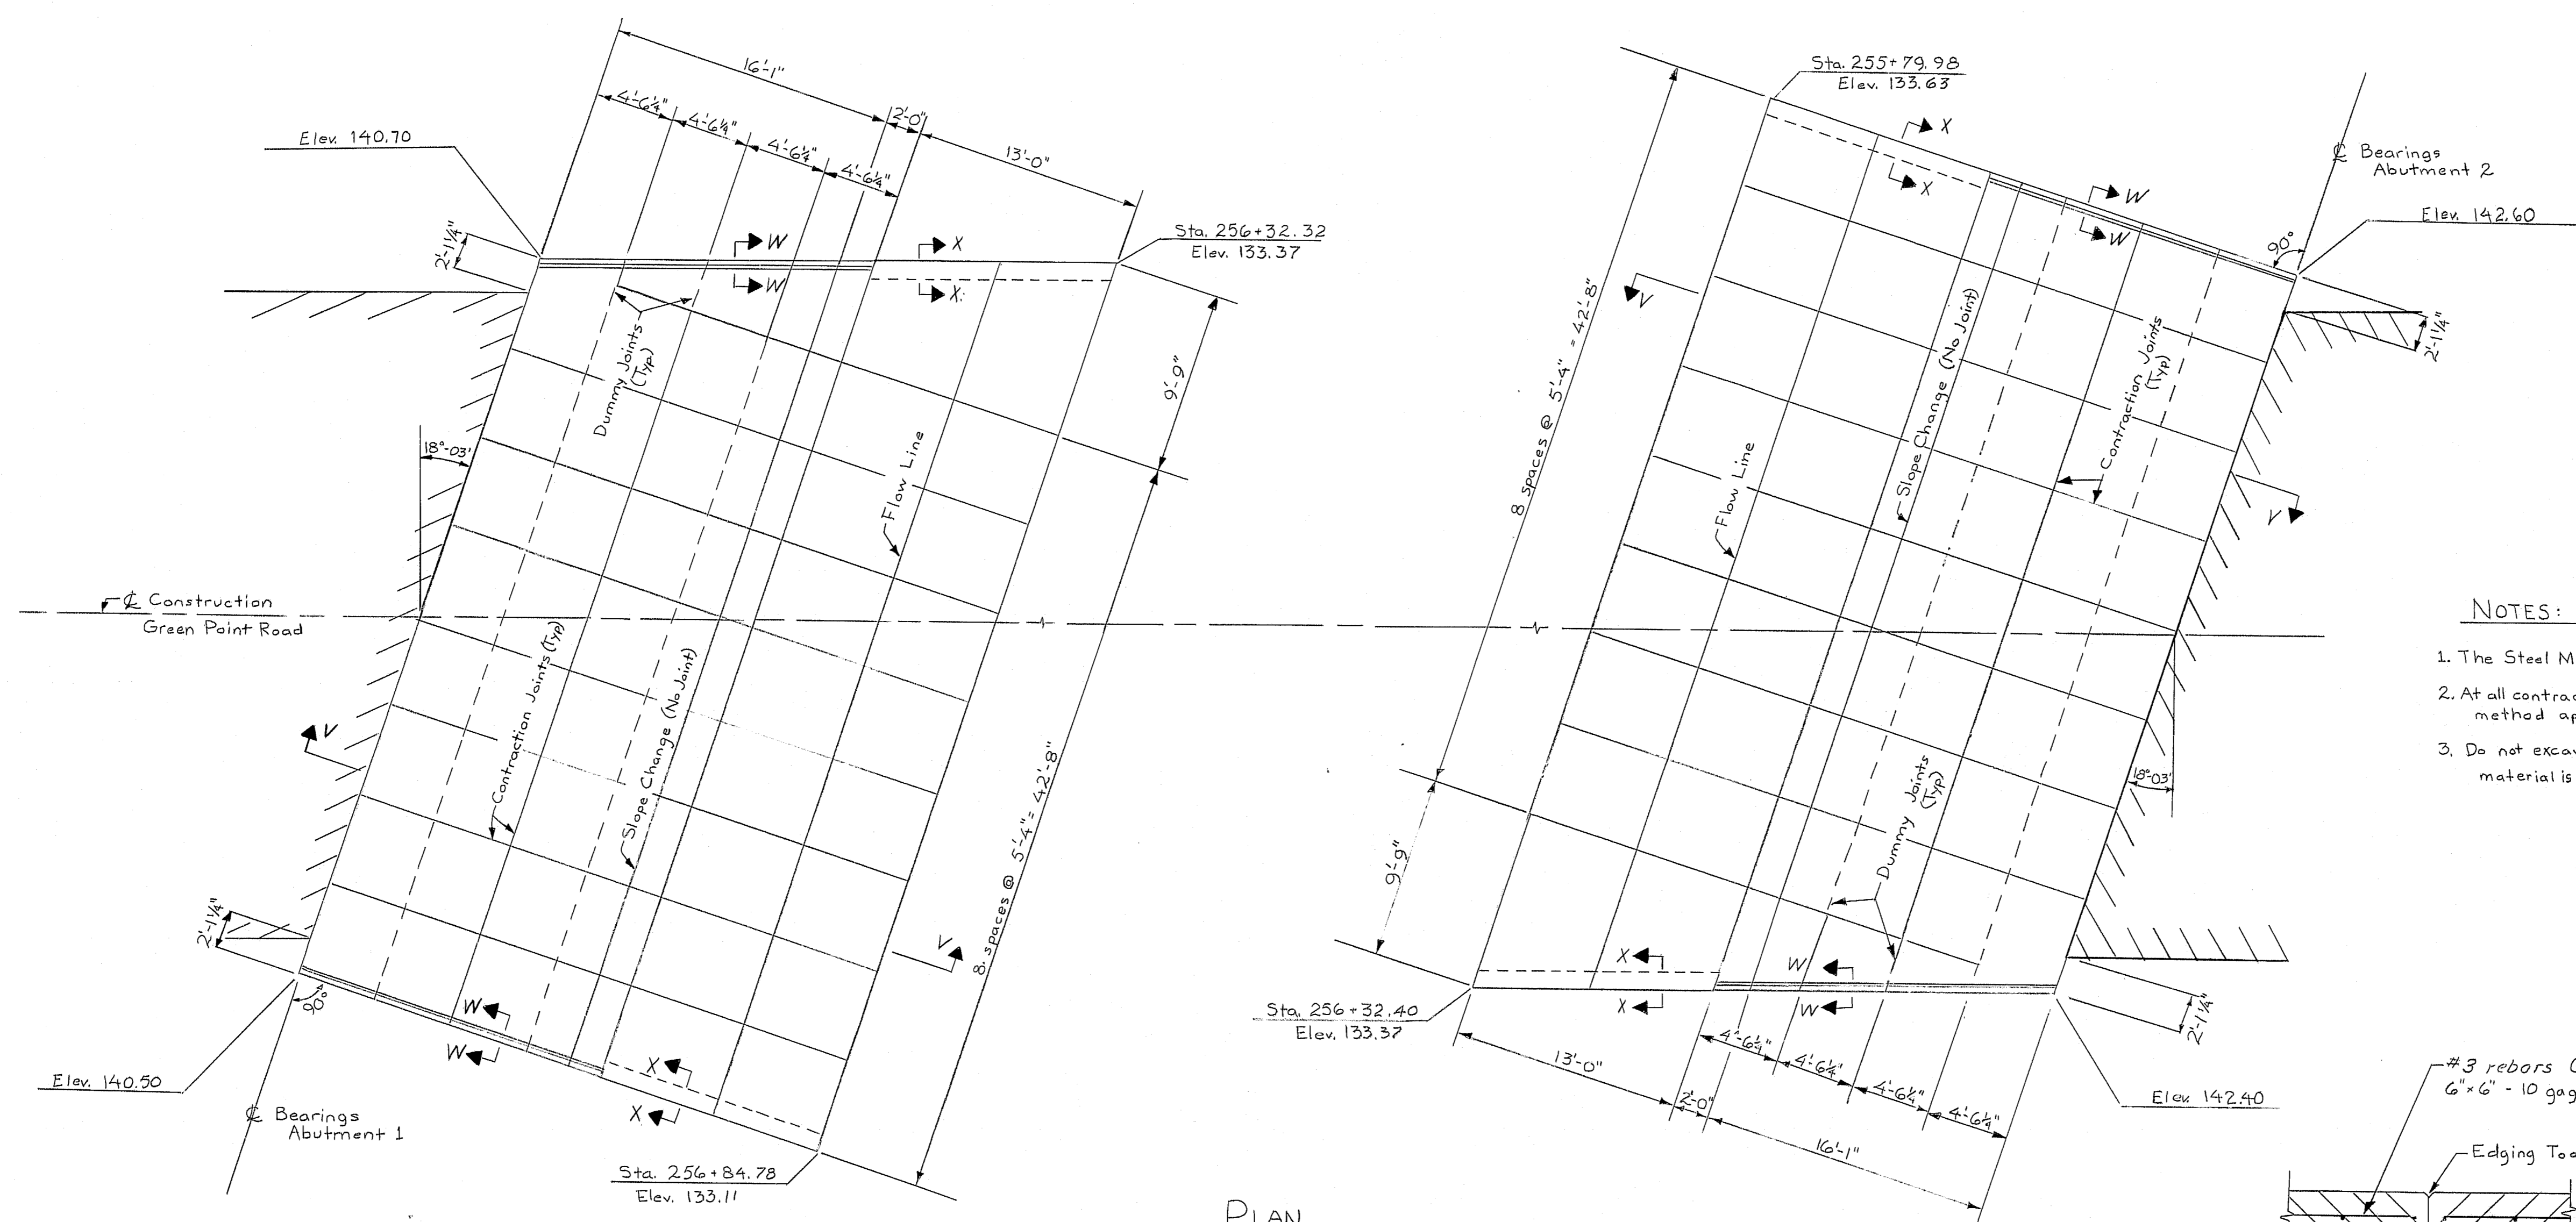 16'-1"
4'-6¼"
4'-6¼"
4'-6¼"
4'-6¼"
2'-0"
13'-0"
Elev. 140.70
2'-1¼"
W
X
W
X
Sta. 256+32.32
Elev. 133.37
Dummy Joints
(Typ)
9'-9"
18°-03'
Flow Line
℄ Construction
Green Point Road
Contraction Joints (Typ)
Slope Change (No Joint)
V
V
8 spaces @ 5'-4" = 42'-8"
2'-1¼"
90°
W
W
X
X
Elev. 140.50
℄ Bearings
Abutment 1
Sta. 256+84.78
Elev. 133.11
PLAN
Sta. 255+79.98
Elev. 133.63
X
X
W
W
℄ Bearings
Abutment 2
Elev. 142.60
90°
2'-1¼"
V
8 spaces @ 5'-4" = 42'-8"
Slope Change (No Joint)
Contraction Joints
(Typ)
Flow Line
V
18°-03'
Dummy Joints
(Typ)
9'-9"
X
X
W
W
Sta. 256+32.40
Elev. 133.37
13'-0"
2'-0"
4'-6¼"
4'-6¼"
4'-6¼"
4'-6¼"
16'-1"
2'-1¼"
Elev. 142.40
NOTES:
1. The Steel M
2. At all contrac
method ap
3. Do not excav
material is
#3 rebars
6"x6" - 10 gag
Edging Too